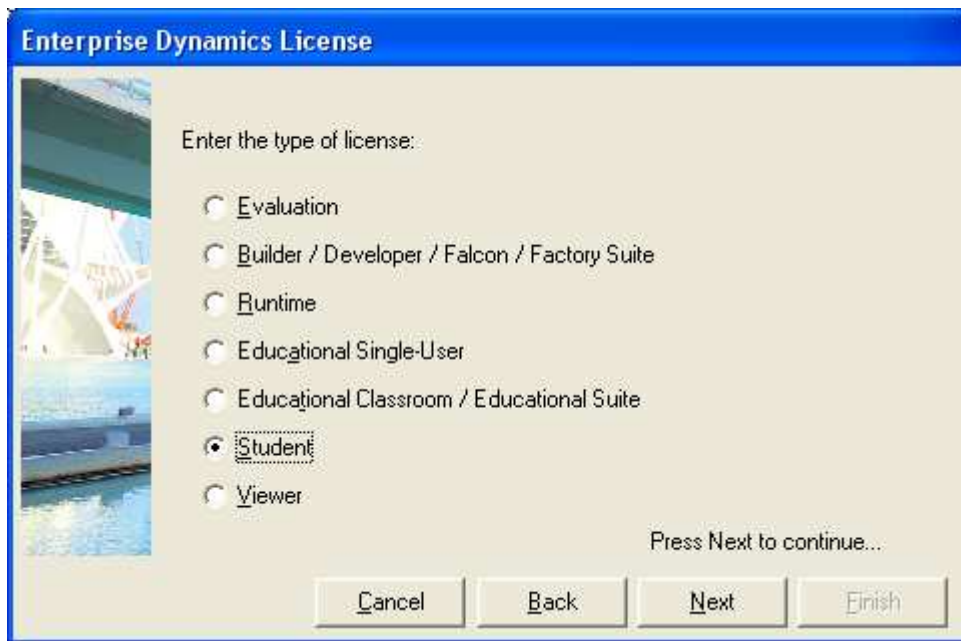 Enterprise Dynamics License
Enter the type of license:
Evaluation
Builder / Developer / Falcon / Factory Suite
Runtime
Educational Single-User
Educational Classroom / Educational Suite
Student
Viewer
Press Next to continue...
Cancel Back Next Finish